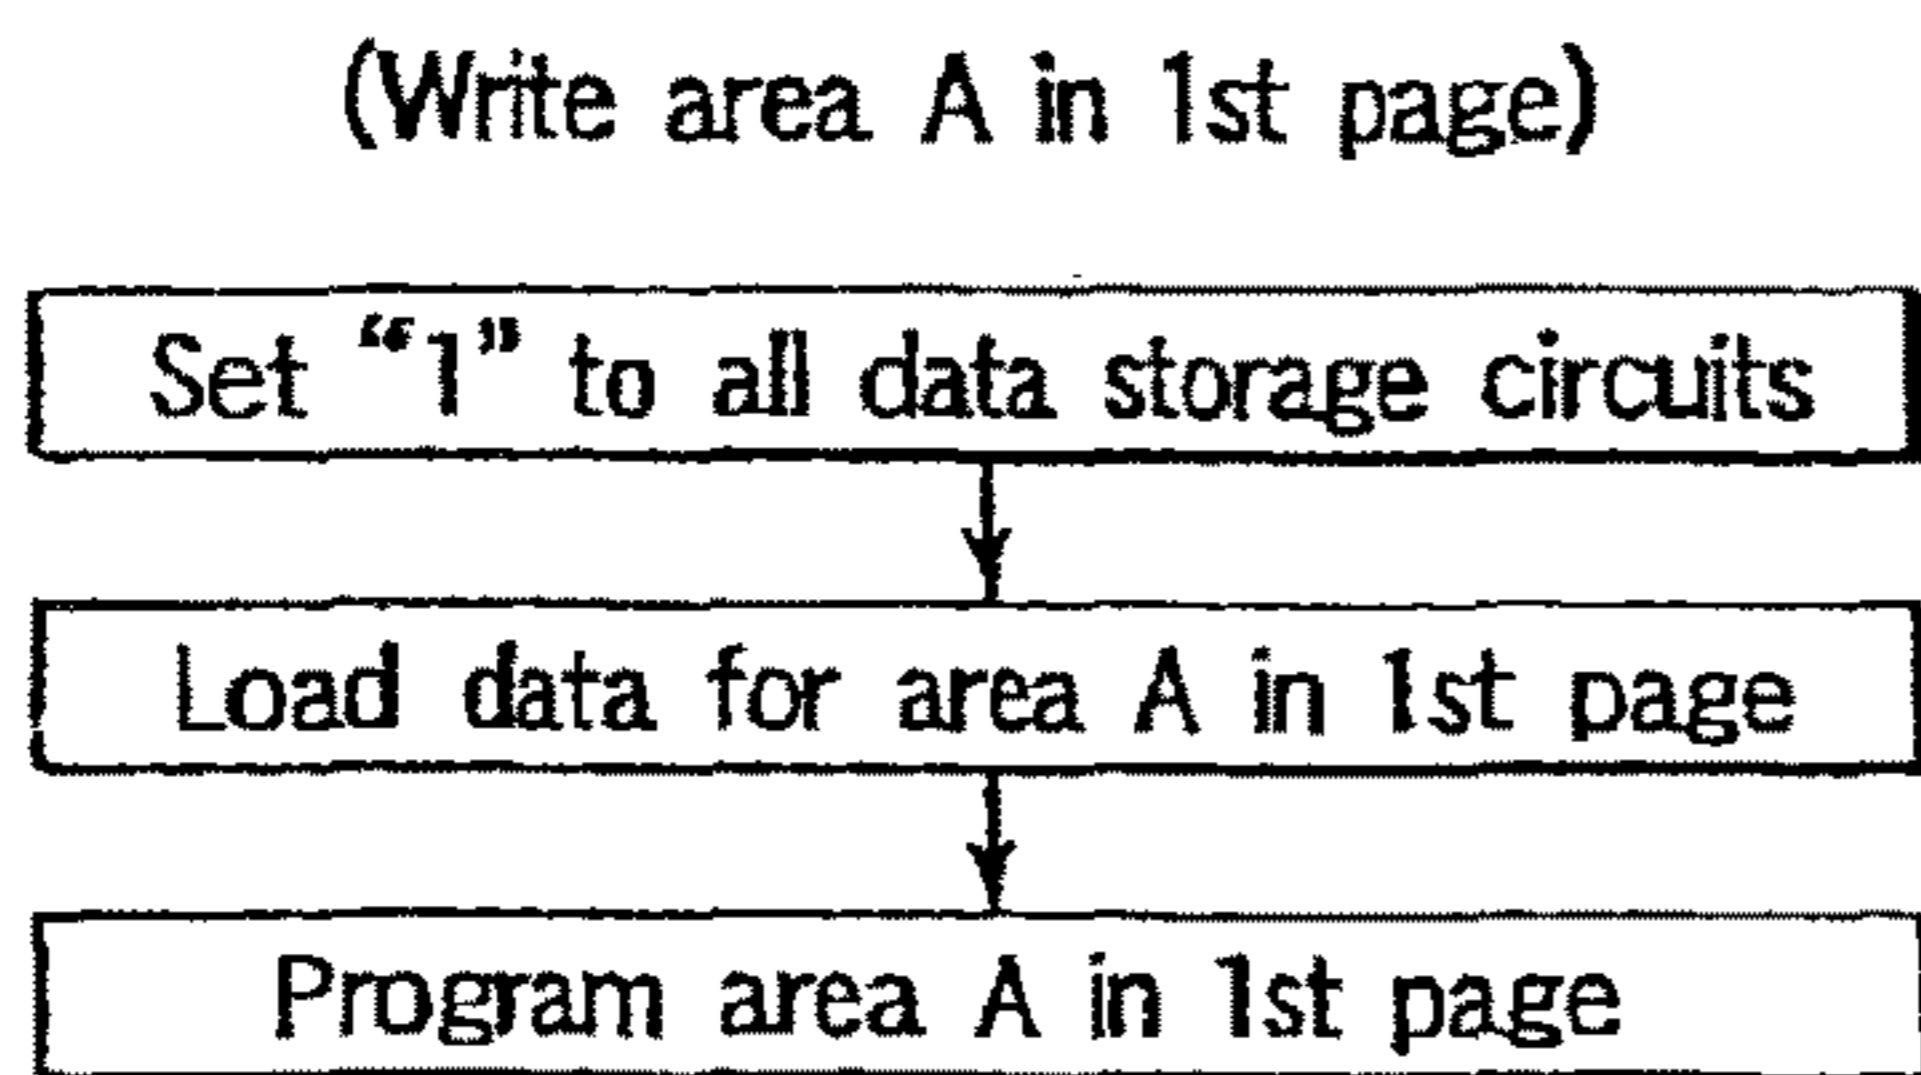 (Write area A in 1st page)
Set “1” to all data storage circuits
Load data for area A in 1st page
Program area A in 1st page